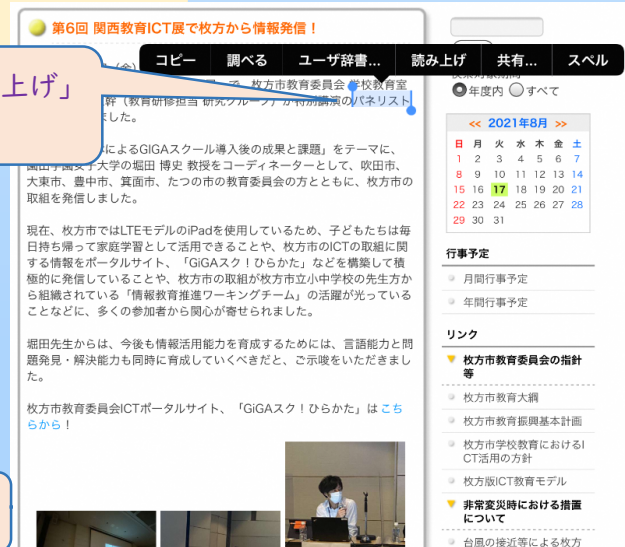 第6回 関西教育ICT展で枚方から情報発信！
コピー 調べる ユーザ辞書... 読み上げ 共有... スペル
上げ」
（金）
で、枚方市教育委員会 学校教育室
幹（教育研修担当 研究グループ）が特別講演のパネリスト
ました。
によるGIGAスクール導入後の成果と課題」をテーマに、
園田学園女子大学の堀田 博史 教授をコーディネーターとして、吹田市、
大東市、豊中市、箕面市、たつの市の教育委員会の方とともに、枚方市の
取組を発信しました。
現在、枚方市ではLTEモデルのiPadを使用しているため、子どもたちは毎
日持ち帰って家庭学習として活用できることや、枚方市のICTの取組に関
する情報をポータルサイト、「GiGAスク！ひらかた」などを構築して積
極的に発信していることや、枚方市の取組が枚方市立小中学校の先生方か
ら組織されている「情報教育推進ワーキングチーム」の活躍が光っている
ことなどに、多くの参加者から関心が寄せられました。
堀田先生からは、今後も情報活用能力を育成するためには、言語能力と問
題発見・解決能力も同時に育成していくべきだと、ご示唆をいただきまし
た。
枚方市教育委員会ICTポータルサイト、「GiGAスク！ひらかた」は こち
らから！
検索対象期間
年度内 すべて
<< 2021年8月 >>
日 月 火 水 木 金 土
1 2 3 4 5 6 7
8 9 10 11 12 13 14
15 16 17 18 19 20 21
22 23 24 25 26 27 28
29 30 31
行事予定
月間行事予定
年間行事予定
リンク
枚方市教育委員会の指針
等
枚方市教育大綱
枚方市教育振興基本計画
枚方市学校教育におけるI
CT活用の方針
枚方版ICT教育モデル
非常変災時における措置
について
台風の接近等による枚方